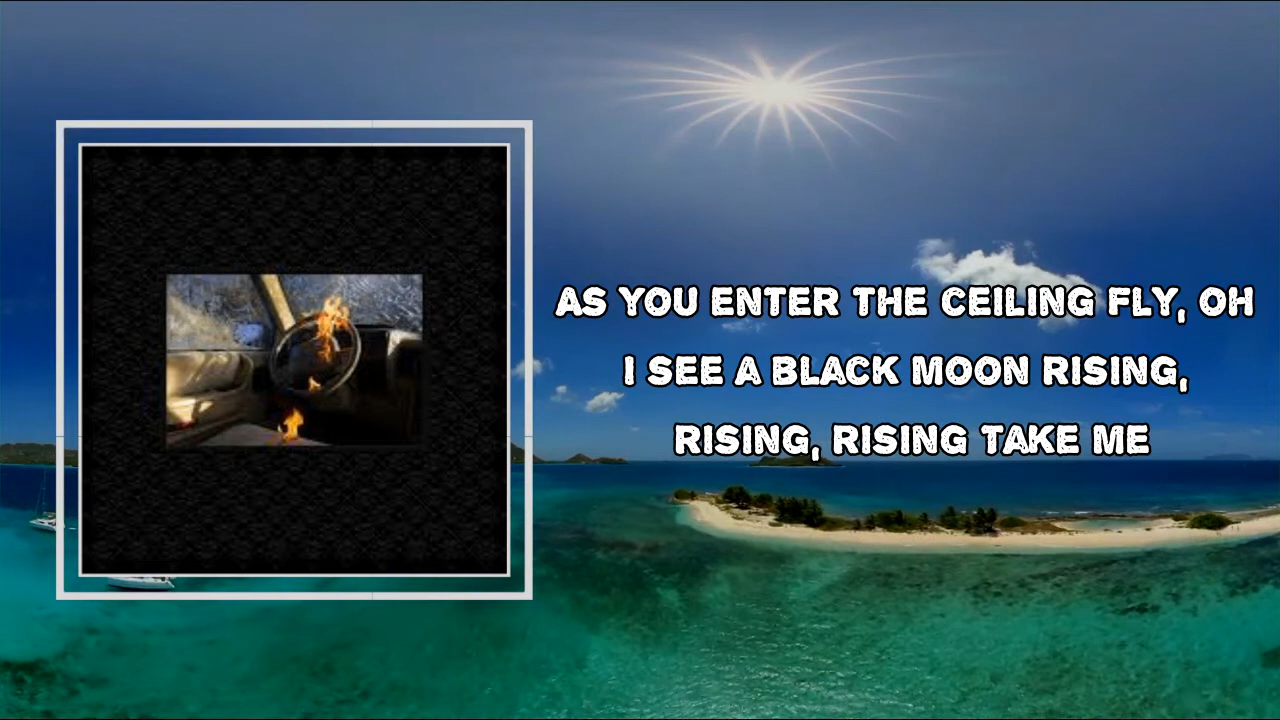 AS YOU ENTER THE CEILING FLY, OH
I SEE A BLACK MOON RISING,
RISING, RISING TAKE ME